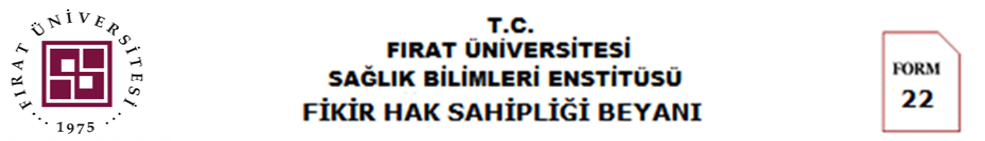 FIRAT ÜNİVERSİTESİ
1975
T.C.
FIRAT ÜNİVERSİTESİ
SAĞLIK BİLİMLERİ ENSTİTÜSÜ
FİKİR HAK SAHİPLİĞİ BEYANI
FORM
22